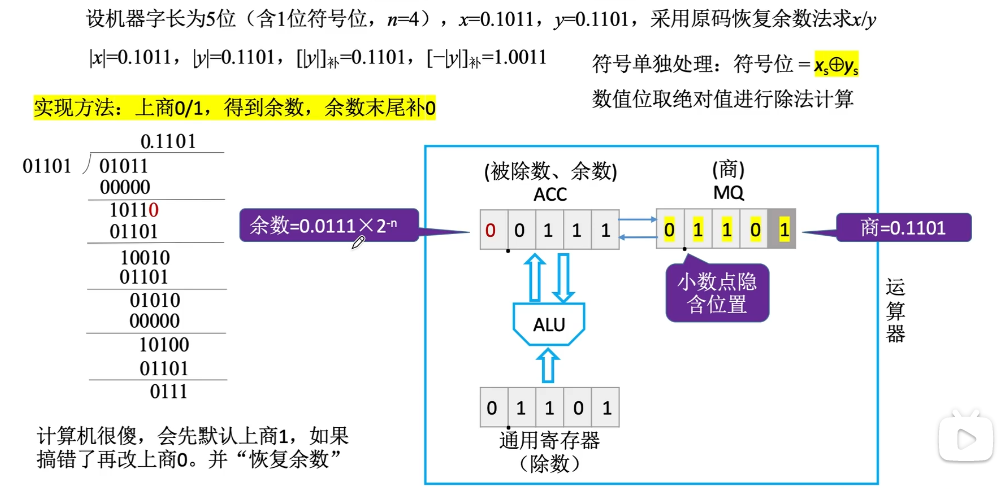 设机器字长为5位（含1位符号位，n=4），x=0.1011，y=0.1101，采用原码恢复余数法求x/y
|x|=0.1011，|y|=0.1101，[|y|]补=0.1101，[−|y|]补=1.0011
符号单独处理：符号位 = xs⊕ys
数值位取绝对值进行除法计算
实现方法：上商0/1，得到余数，余数末尾补0
0.1101
01101
01011
00000
10110
01101
10010
01101
01010
00000
10100
01101
0111
计算机很傻，会先默认上商1，如果
搞错了再改上商0。并“恢复余数”
余数=0.0111×2-n
(被除数、余数)
ACC
0 0 1 1 1
(商)
MQ
0 1 1 0 1
商=0.1101
小数点隐
含位置
ALU
0 1 1 0 1
通用寄存器
（除数）
运
算
器